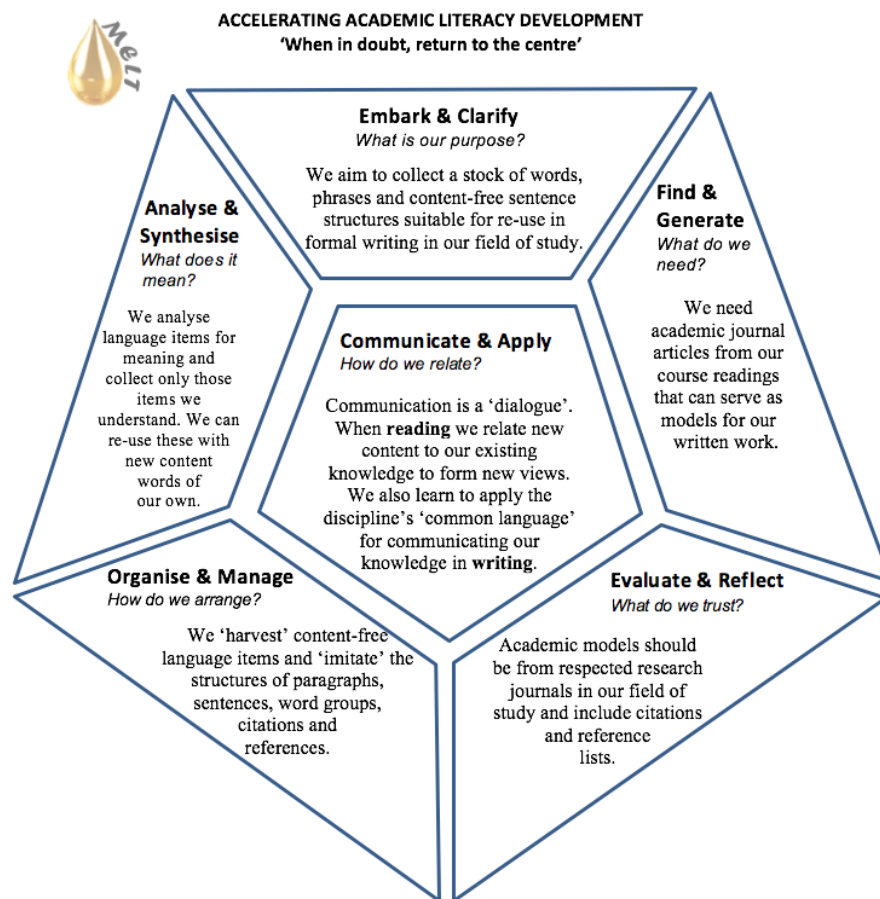 ACCELERATING ACADEMIC LITERACY DEVELOPMENT
‘When in doubt, return to the centre’
MELT
Embark & Clarify
What is our purpose?
We aim to collect a stock of words,
phrases and content-free sentence
structures suitable for re-use in
formal writing in our field of study.
Find &
Generate
What do we
need?
We need
academic journal
articles from our
course readings
that can serve as
models for our
written work.
Analyse &
Synthesise
What does it
mean?
We analyse
language items for
meaning and
collect only those
items we
understand. We can
re-use these with
new content
words of
our own.
Communicate & Apply
How do we relate?
Communication is a ‘dialogue’.
When reading we relate new
content to our existing
knowledge to form new views.
We also learn to apply the
discipline’s ‘common language’
for communicating our
knowledge in writing.
Organise & Manage
How do we arrange?
We ‘harvest’ content-free
language items and ‘imitate’ the
structures of paragraphs,
sentences, word groups,
citations and
references.
Evaluate & Reflect
What do we trust?
Academic models should
be from respected research
journals in our field of
study and include citations
and reference
lists.